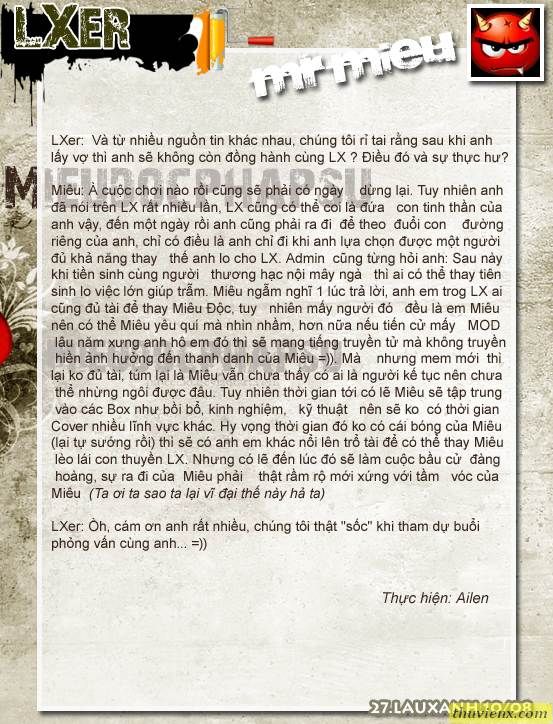 LXER
mr mieu
LXer:  Và từ nhiều nguồn tin khác nhau, chúng tôi rỉ tai rằng sau khi anh
lấy vợ thì anh sẽ không còn đồng hành cùng LX ? Điều đó và sự thực hư?
MIEUDOCPHAPSU
Miêu: À cuộc chơi nào rồi cũng sẽ phải có ngày dừng lại. Tuy nhiên anh
đã nói trên LX rất nhiều lần, LX cũng có thể coi là đứa con tinh thần của
anh vậy, đến một ngày rồi anh cũng phải ra đi để theo đuổi con đường
riêng của anh, chỉ có điều là anh chỉ đi khi anh lựa chọn được một người
đủ khả năng thay thế anh lo cho LX. Admin cũng từng hỏi anh: Sau này
khi tiền sinh cùng người thương hạc nội mây ngà thì ai có thể thay tiên
sinh lo việc lớn giúp trẫm. Miêu ngẫm nghĩ 1 lúc trả lời, anh em trog LX ai
cũng đủ tài để thay Miêu Độc, tuy nhiên mấy người đó đều là em Miêu
nên có thể Miêu yêu quí mà nhìn nhầm, hơn nữa nếu tiến cử mấy MOD
lâu năm xưng anh hô em đó thì sẽ mang tiếng truyền tử mà không truyền
hiền ảnh hưởng đến thanh danh của Miêu =)). Mà nhưng mem mới thì
lại ko đủ tài, túm lại là Miêu vẫn chưa thấy có ai là người kế tục nên chưa
thể nhừng ngôi được đâu. Tuy nhiên thời gian tới có lẽ Miêu sẽ tập trung
vào các Box như bồi bổ, kinh nghiệm, kỹ thuật nên sẽ ko có thời gian
Cover nhiều lĩnh vực khác. Hy vọng thời gian đó ko có cái bóng của Miêu
(lại tự sướng rồi) thì sẽ có anh em khác nổi lên trổ tài để có thể thay Miêu
lèo lái con thuyền LX. Nhưng có lẽ đến lúc đó sẽ làm cuộc bầu cử đàng
hoàng, sự ra đi của Miêu phải thật rầm rộ mới xứng với tầm vóc của
Miêu (Ta ơi ta sao ta lại vĩ đại thế này hả ta)
LXer: Òh, cám ơn anh rất nhiều, chúng tôi thật "sốc" khi tham dự buổi
phỏng vấn cùng anh... =))
Thực hiện: Ailen
27.LAUXANH.10/08
thuvienx.com